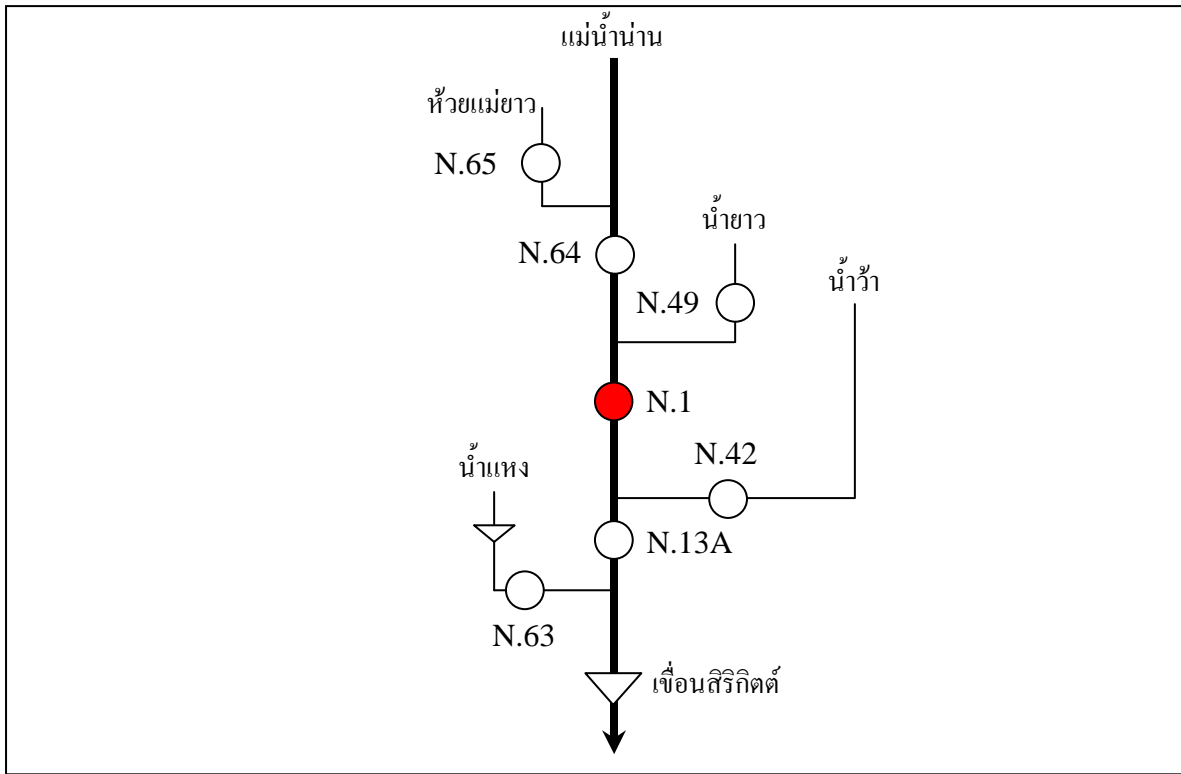 แม่น้ำน่าน
ห้วยแม่ยาว
N.65
น้ำยาว
N.64
น้ำว้า
N.49
N.1
N.42
น้ำแหง
N.13A
N.63
เขื่อนสิริกิตต์